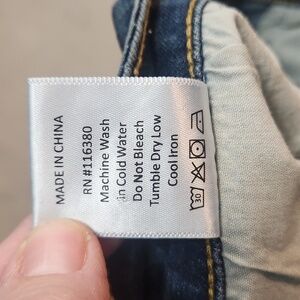 MADE IN CHINA
RN #116380
Machine Wash
in Cold Water
Do Not Bleach
Tumble Dry Low
Cool Iron
30